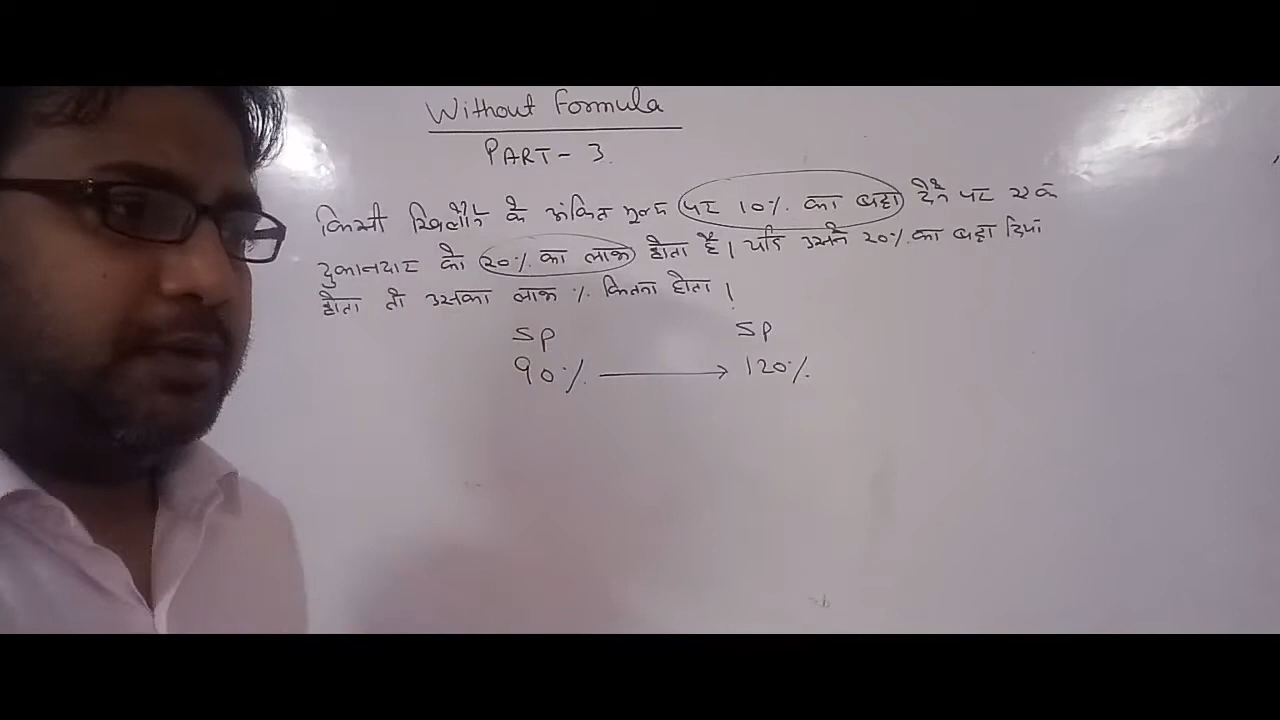 Without Formula
PART - 3.
किसी खिलौने के अंकित मूल्य पर 10% का बट्टा देने पर एक
दुकानदार को 20% का लाभ होता है। यदि उसने 20% का बट्टा दिया
होता तो उसका लाभ % कितना होता।
SP SP
90% → 120%